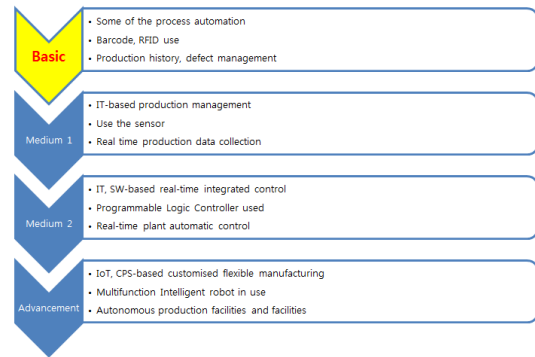 Basic
• Some of the process automation
• Barcode, RFID use
• Production history, defect management
Medium 1
• IT-based production management
• Use the sensor
• Real time production data collection
Medium 2
• IT, SW-based real-time integrated control
• Programmable Logic Controller used
• Real-time plant automatic control
Advancement
• IoT, CPS-based customised flexible manufacturing
• Multifunction Intelligent robot in use
• Autonomous production facilities and facilities